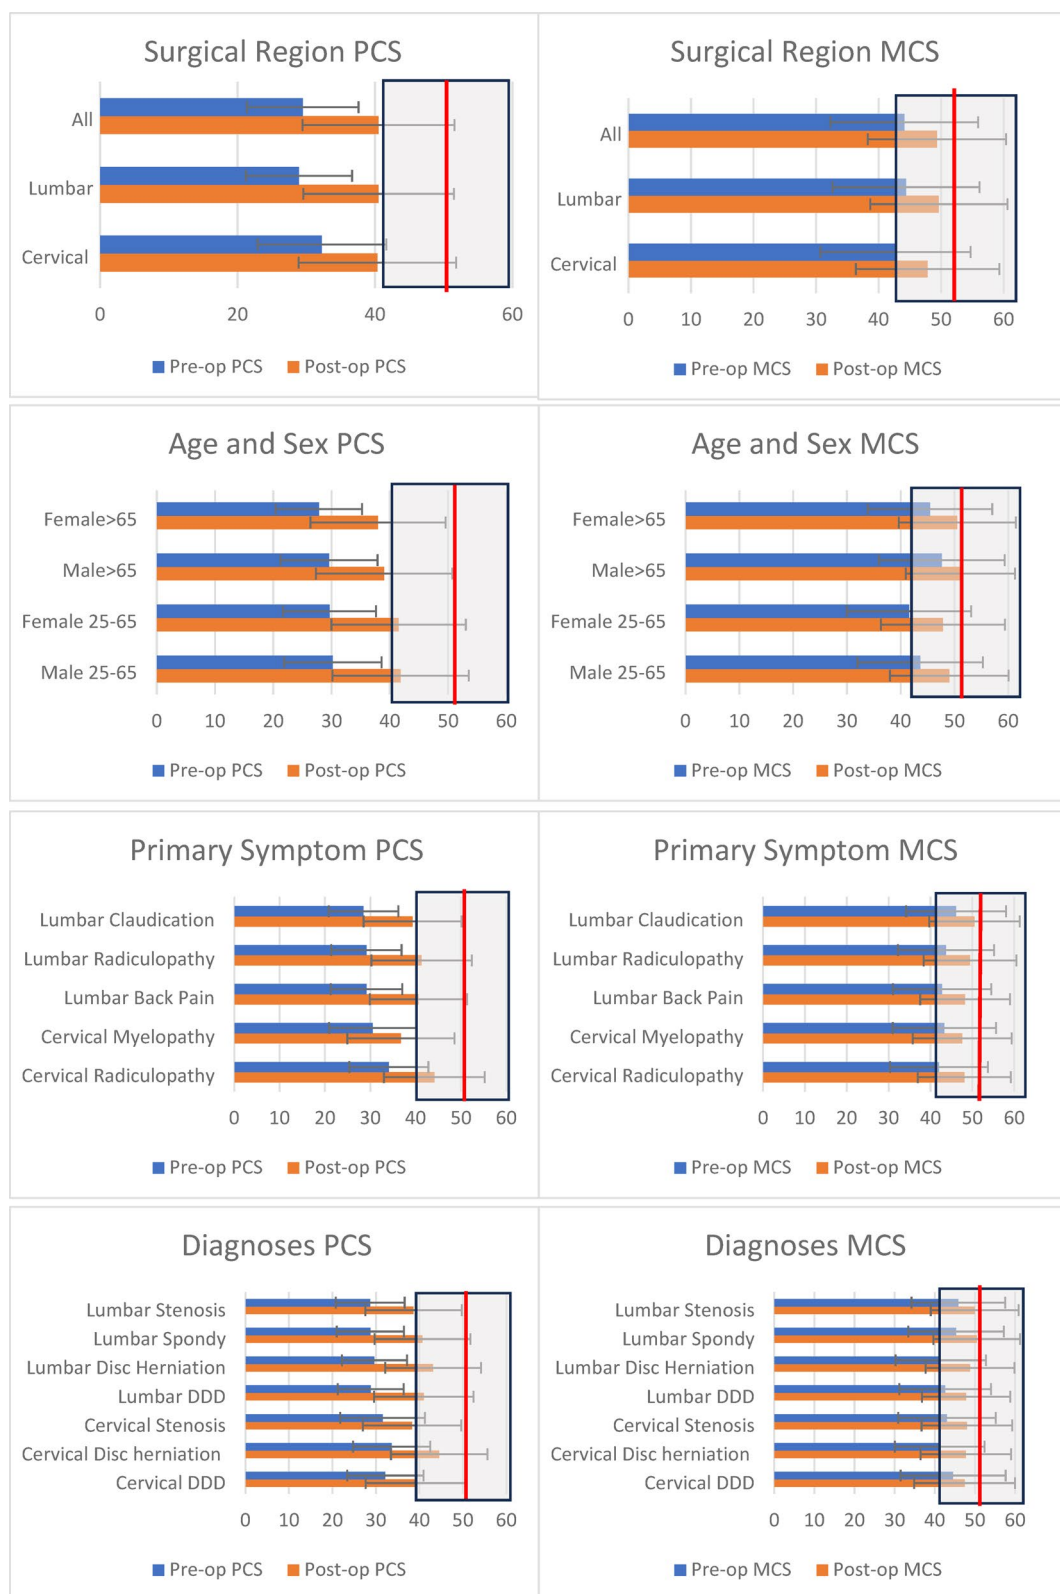 Surgical Region PCS
All
Lumbar
Cervical
0 20 40 60
Pre-op PCS Post-op PCS
Surgical Region MCS
All
Lumbar
Cervical
0 10 20 30 40 50 60
Pre-op MCS Post-op MCS
Age and Sex PCS
Female>65
Male>65
Female 25-65
Male 25-65
0 10 20 30 40 50 60
Pre-op PCS Post-op PCS
Age and Sex MCS
Female>65
Male>65
Female 25-65
Male 25-65
0 10 20 30 40 50 60
Pre-op MCS Post-op MCS
Primary Symptom PCS
Lumbar Claudication
Lumbar Radiculopathy
Lumbar Back Pain
Cervical Myelopathy
Cervical Radiculopathy
0 10 20 30 40 50 60
Pre-op PCS Post-op PCS
Primary Symptom MCS
Lumbar Claudication
Lumbar Radiculopathy
Lumbar Back Pain
Cervical Myelopathy
Cervical Radiculopathy
0 10 20 30 40 50 60
Pre-op MCS Post-op MCS
Diagnoses PCS
Lumbar Stenosis
Lumbar Spondy
Lumbar Disc Herniation
Lumbar DDD
Cervical Stenosis
Cervical Disc herniation
Cervical DDD
0 10 20 30 40 50 60
Pre-op PCS Post-op PCS
Diagnoses MCS
Lumbar Stenosis
Lumbar Spondy
Lumbar Disc Herniation
Lumbar DDD
Cervical Stenosis
Cervical Disc herniation
Cervical DDD
0 10 20 30 40 50 60
Pre-op MCS Post-op MCS